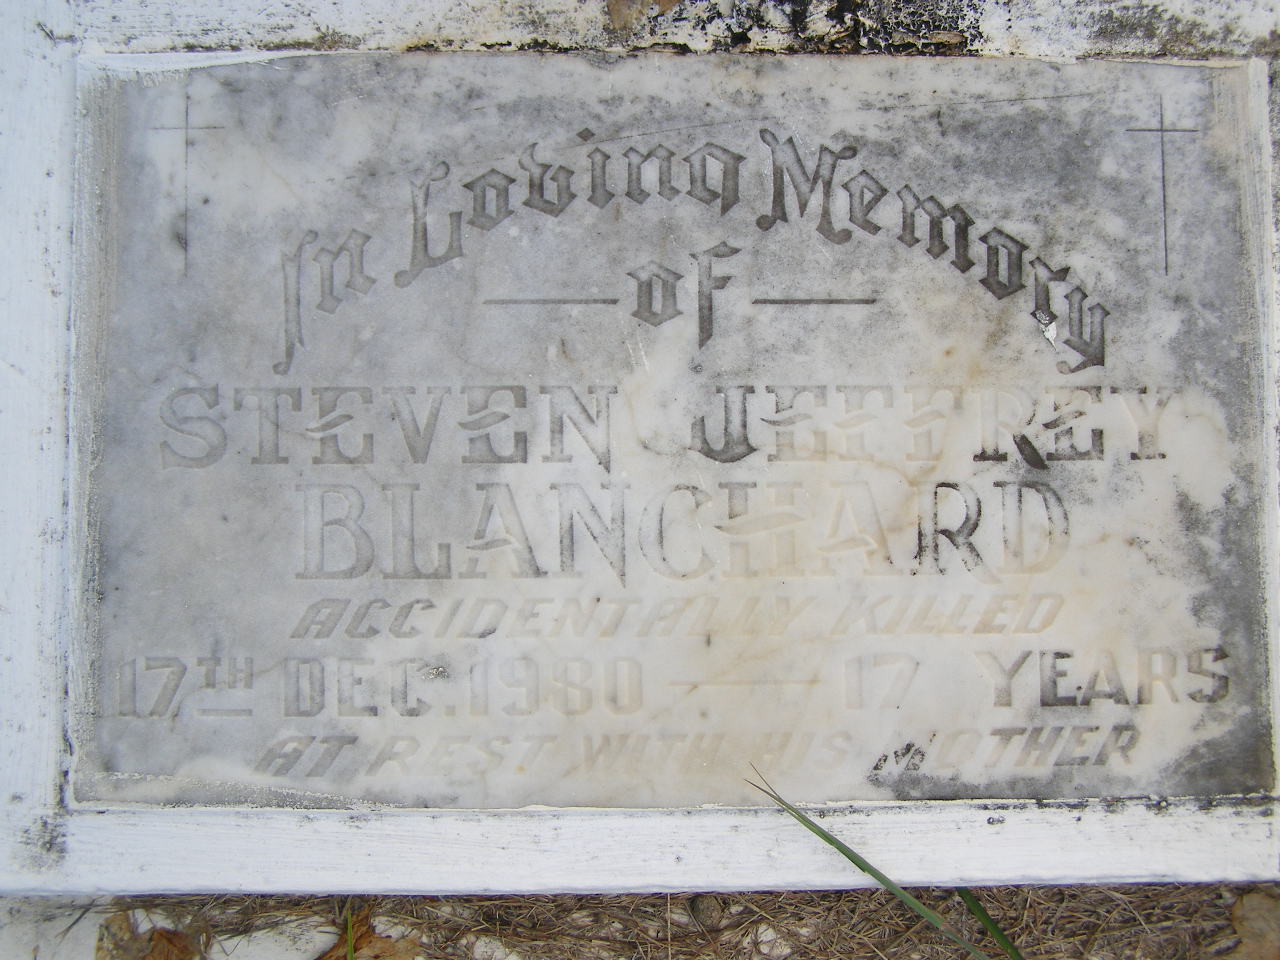 In Loving Memory
of
STEVEN JEFFREY
BLANCHARD
ACCIDENTALLY KILLED
17TH DEC. 1980 — 17 YEARS
AT REST WITH HIS MOTHER